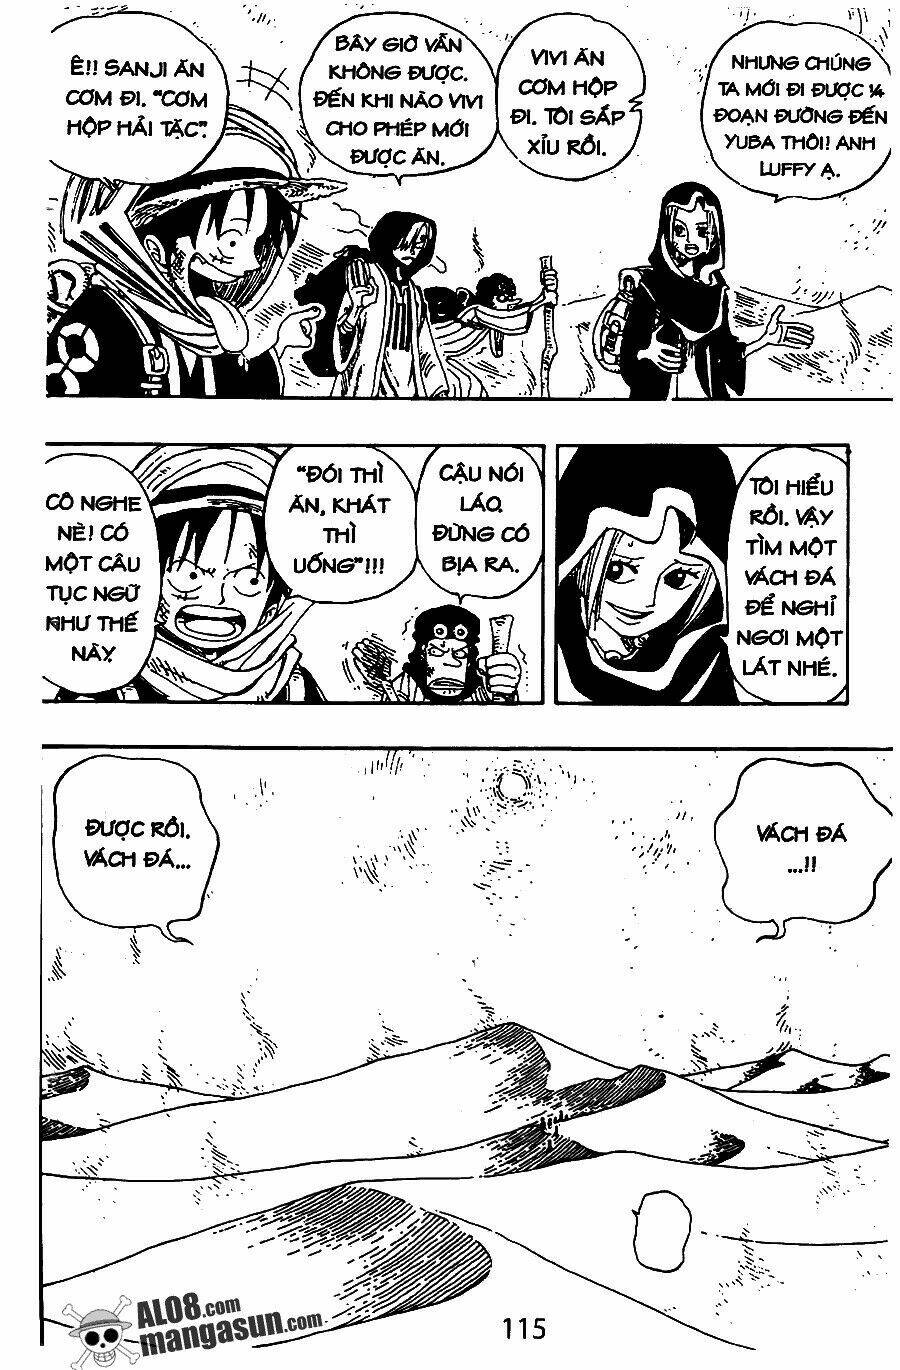 Ê!! SANJI ĂN
CƠM ĐI. "CƠM
HỘP HẢI TẶC".
BÂY GIỜ VẪN
KHÔNG ĐƯỢC.
ĐẾN KHI NÀO VIVI
CHO PHÉP MỚI
ĐƯỢC ĂN.
VIVI ĂN
CƠM HỘP
ĐI. TÔI SẮP
XỈU RỒI.
NHƯNG CHÚNG
TA MỚI ĐI ĐƯỢC ¼
ĐOẠN ĐƯỜNG ĐẾN
YUBA THÔI! ANH
LUFFY Ạ.
CÔ NGHE
NÈ! CÓ
MỘT CÂU
TỤC NGỮ
NHƯ THẾ
NÀY.
"ĐÓI THÌ
ĂN, KHÁT
THÌ
UỐNG"!!!
CẬU NÓI
LÁO.
ĐỪNG CÓ
BỊA RA.
TÔI HIỂU
RỒI. VẬY
TÌM MỘT
VÁCH ĐÁ
ĐỂ NGHỈ
NGƠI MỘT
LÁT NHÉ.
ĐƯỢC RỒI.
VÁCH ĐÁ...
VÁCH ĐÁ
...!!
AL08.com
mangasun.com
115